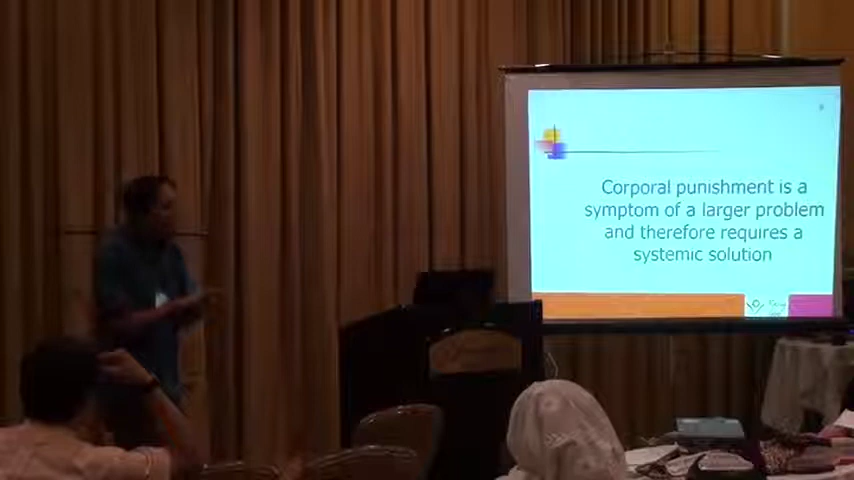 Corporal punishment is a
symptom of a larger problem
and therefore requires a
systemic solution